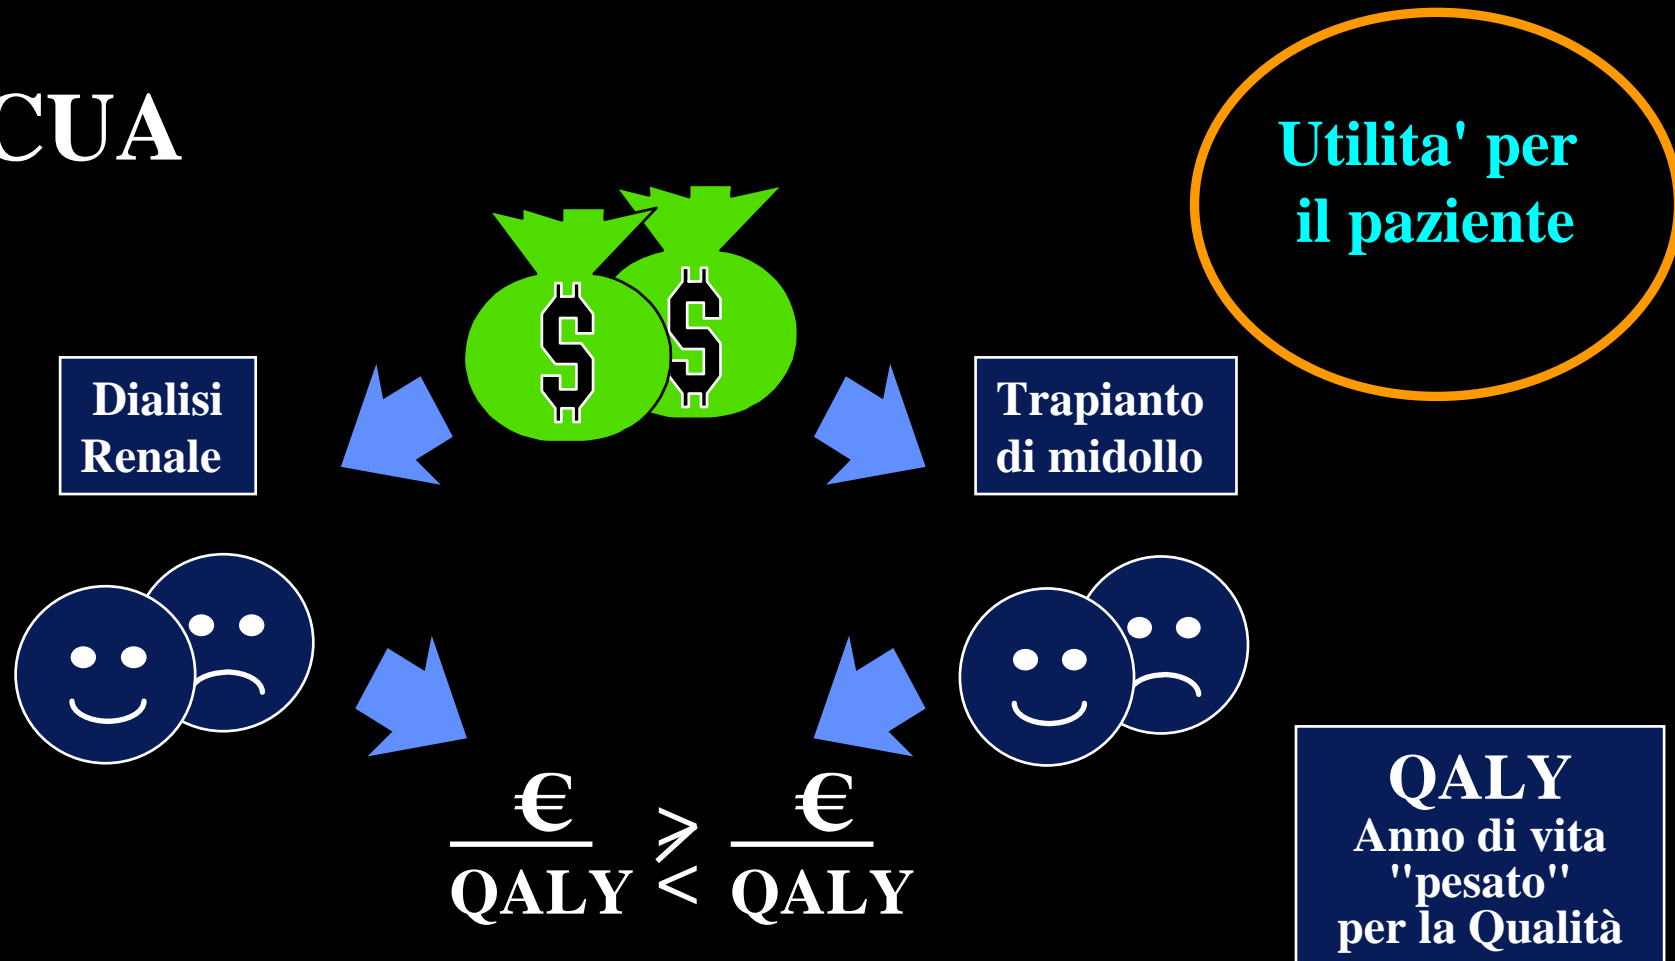 CUA
Utilita' per
il paziente
$ $
Dialisi
Renale
Trapianto
di midollo
€ > € 
QALY < QALY
QALY
Anno di vita
"pesato"
per la Qualità